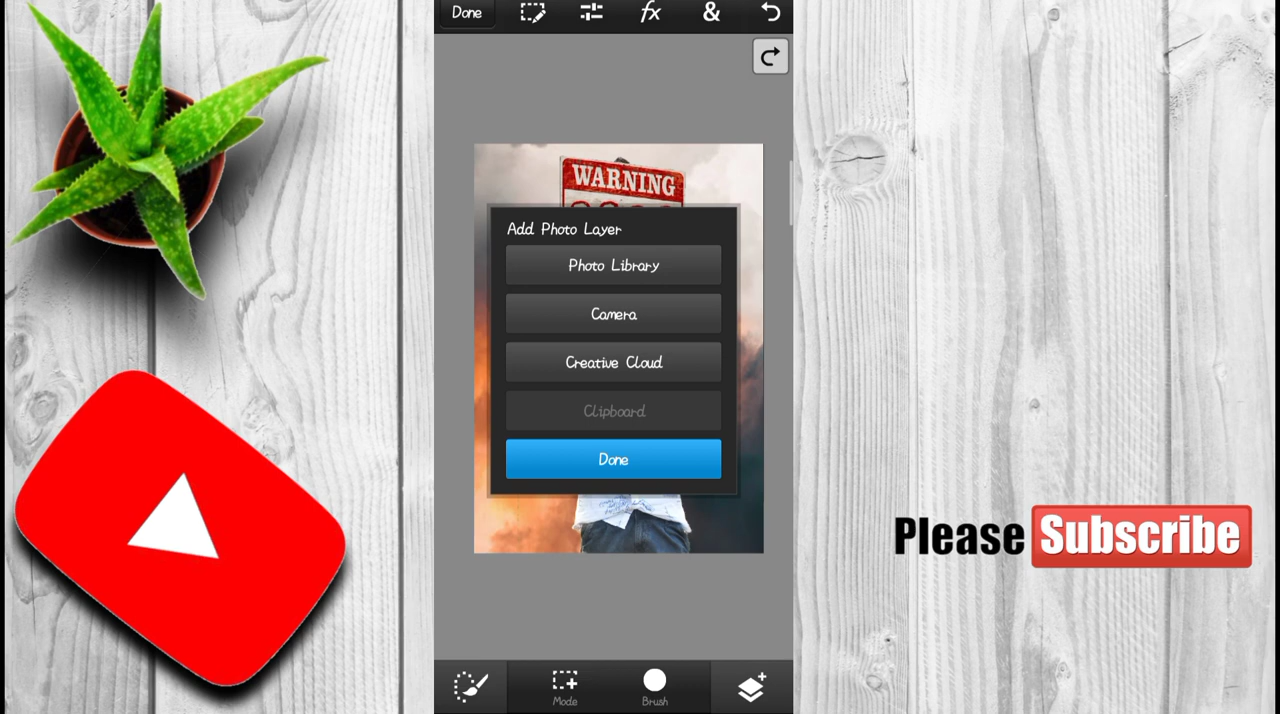 Done
fx
&
WARNING
Add Photo Layer
Photo Library
Camera
Creative Cloud
Clipboard
Done
Please Subscribe
Mode
Brush